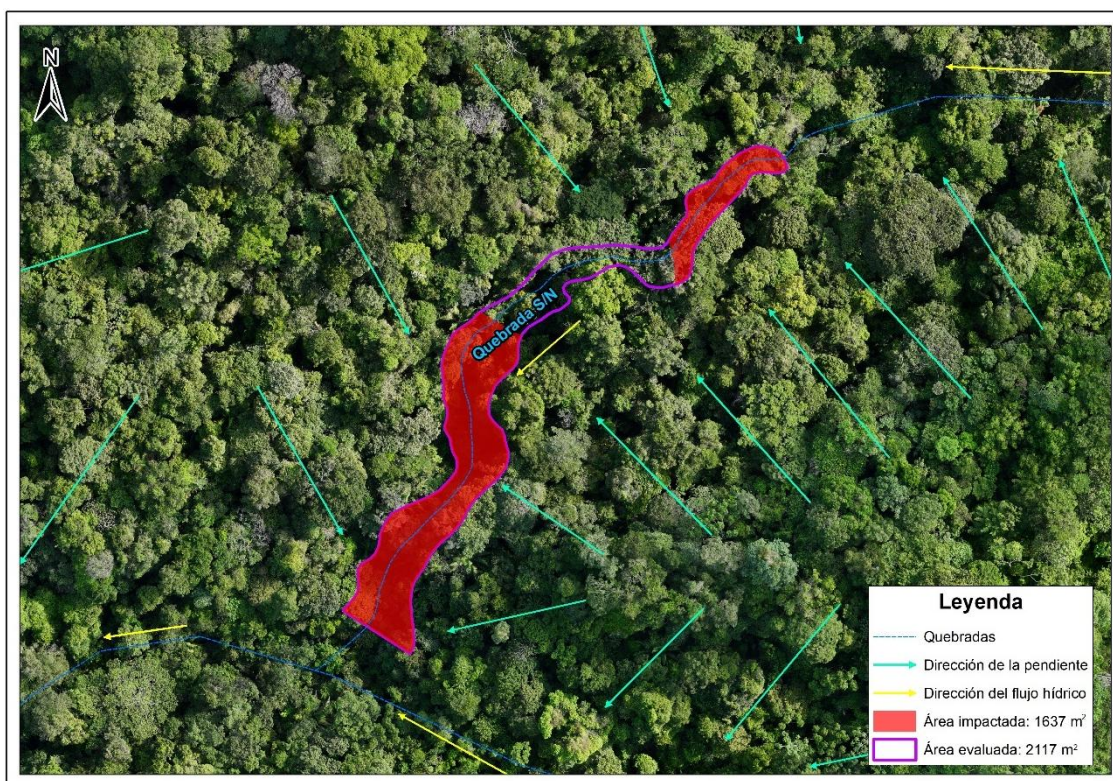 N
Quebrada S/N
Leyenda
Quebradas
Dirección de la pendiente
Dirección del flujo hídrico
Área impactada: 1637 m²
Área evaluada: 2117 m²